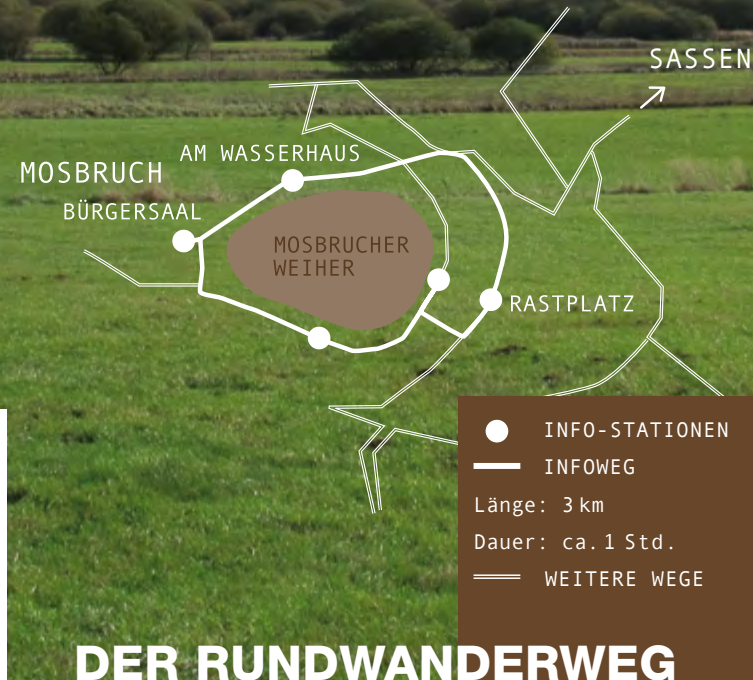 SASSEN
AM WASSERHAUS
MOSBRUCH
BÜRGERSAAL
MOSBRUCHER
WEIHER
RASTPLATZ
INFO-STATIONEN
INFOWEG
Länge: 3 km
Dauer: ca. 1 Std.
WEITERE WEGE
DER RUNDWANDERWEG